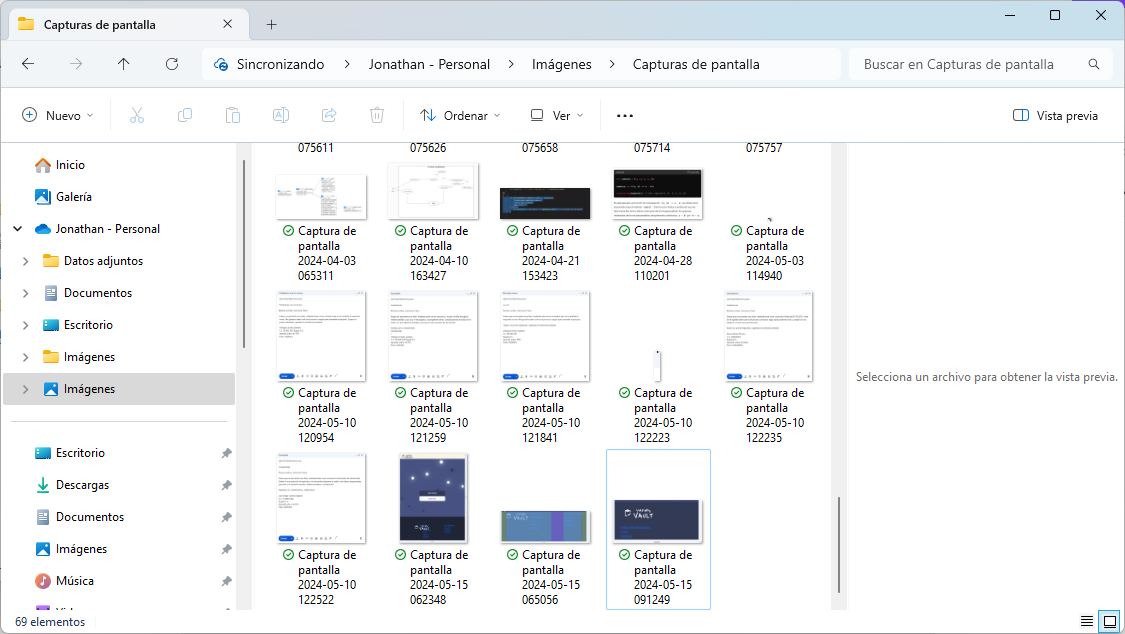 Capturas de pantalla
Sincronizando
Jonathan - Personal
Imágenes
Capturas de pantalla
Buscar en Capturas de pantalla
Nuevo
Ordenar
Ver
Vista previa
Inicio
Galería
Jonathan - Personal
Datos adjuntos
Documentos
Escritorio
Imágenes
Imágenes
Escritorio
Descargas
Documentos
Imágenes
Música
075611
075626
075658
075714
075757
Captura de
pantalla
2024-04-03
065311
Captura de
pantalla
2024-04-10
163427
Captura de
pantalla
2024-04-21
153423
Captura de
pantalla
2024-04-28
110201
Captura de
pantalla
2024-05-03
114940
Captura de
pantalla
2024-05-10
120954
Captura de
pantalla
2024-05-10
121259
Captura de
pantalla
2024-05-10
121841
Captura de
pantalla
2024-05-10
122223
Captura de
pantalla
2024-05-10
122235
VAULT
VAULT
Captura de
pantalla
2024-05-10
122522
Captura de
pantalla
2024-05-15
062348
Captura de
pantalla
2024-05-15
065056
Captura de
pantalla
2024-05-15
091249
Selecciona un archivo para obtener la vista previa.
69 elementos